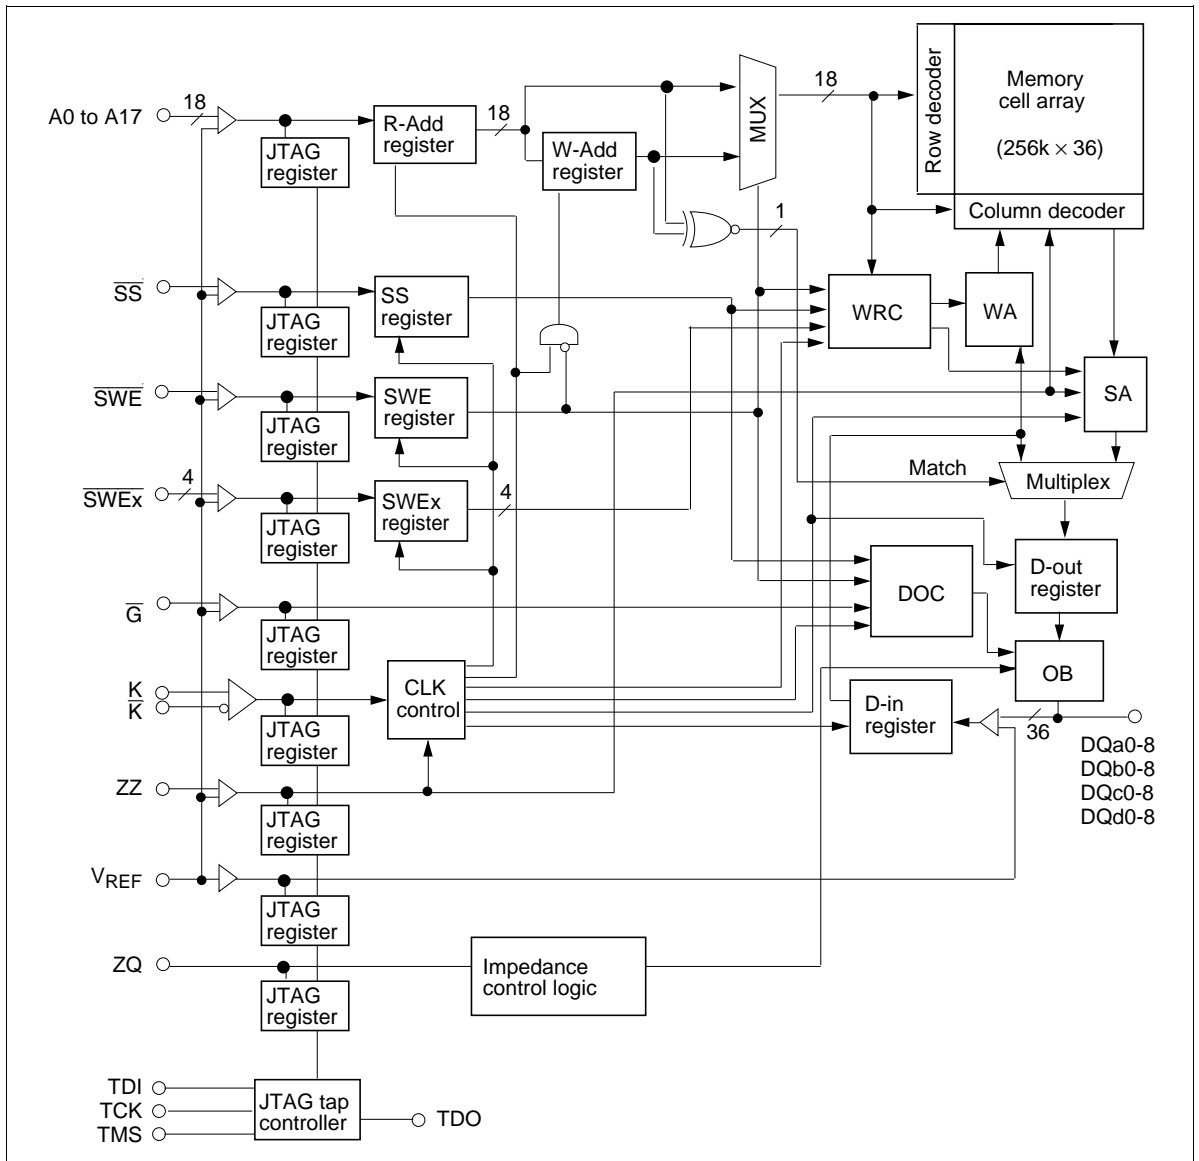 A0 to A17
18
JTAG
register
R-Add
register
18
W-Add
register
MUX
18
Row decoder
Memory
cell array
(256k × 36)
Column decoder
1
S̅S̅
JTAG
register
SS
register
WRC
WA
SA
S̅W̅E̅
JTAG
register
SWE
register
S̅W̅E̅x̅
4
JTAG
register
SWEx
register
4
Match
Multiplex
D-out
register
G̅
JTAG
register
DOC
OB
K
K̅
JTAG
register
CLK
control
D-in
register
36
DQa0-8
DQb0-8
DQc0-8
DQd0-8
ZZ
JTAG
register
VREF
JTAG
register
ZQ
JTAG
register
Impedance
control logic
TDI
TCK
TMS
JTAG tap
controller
TDO